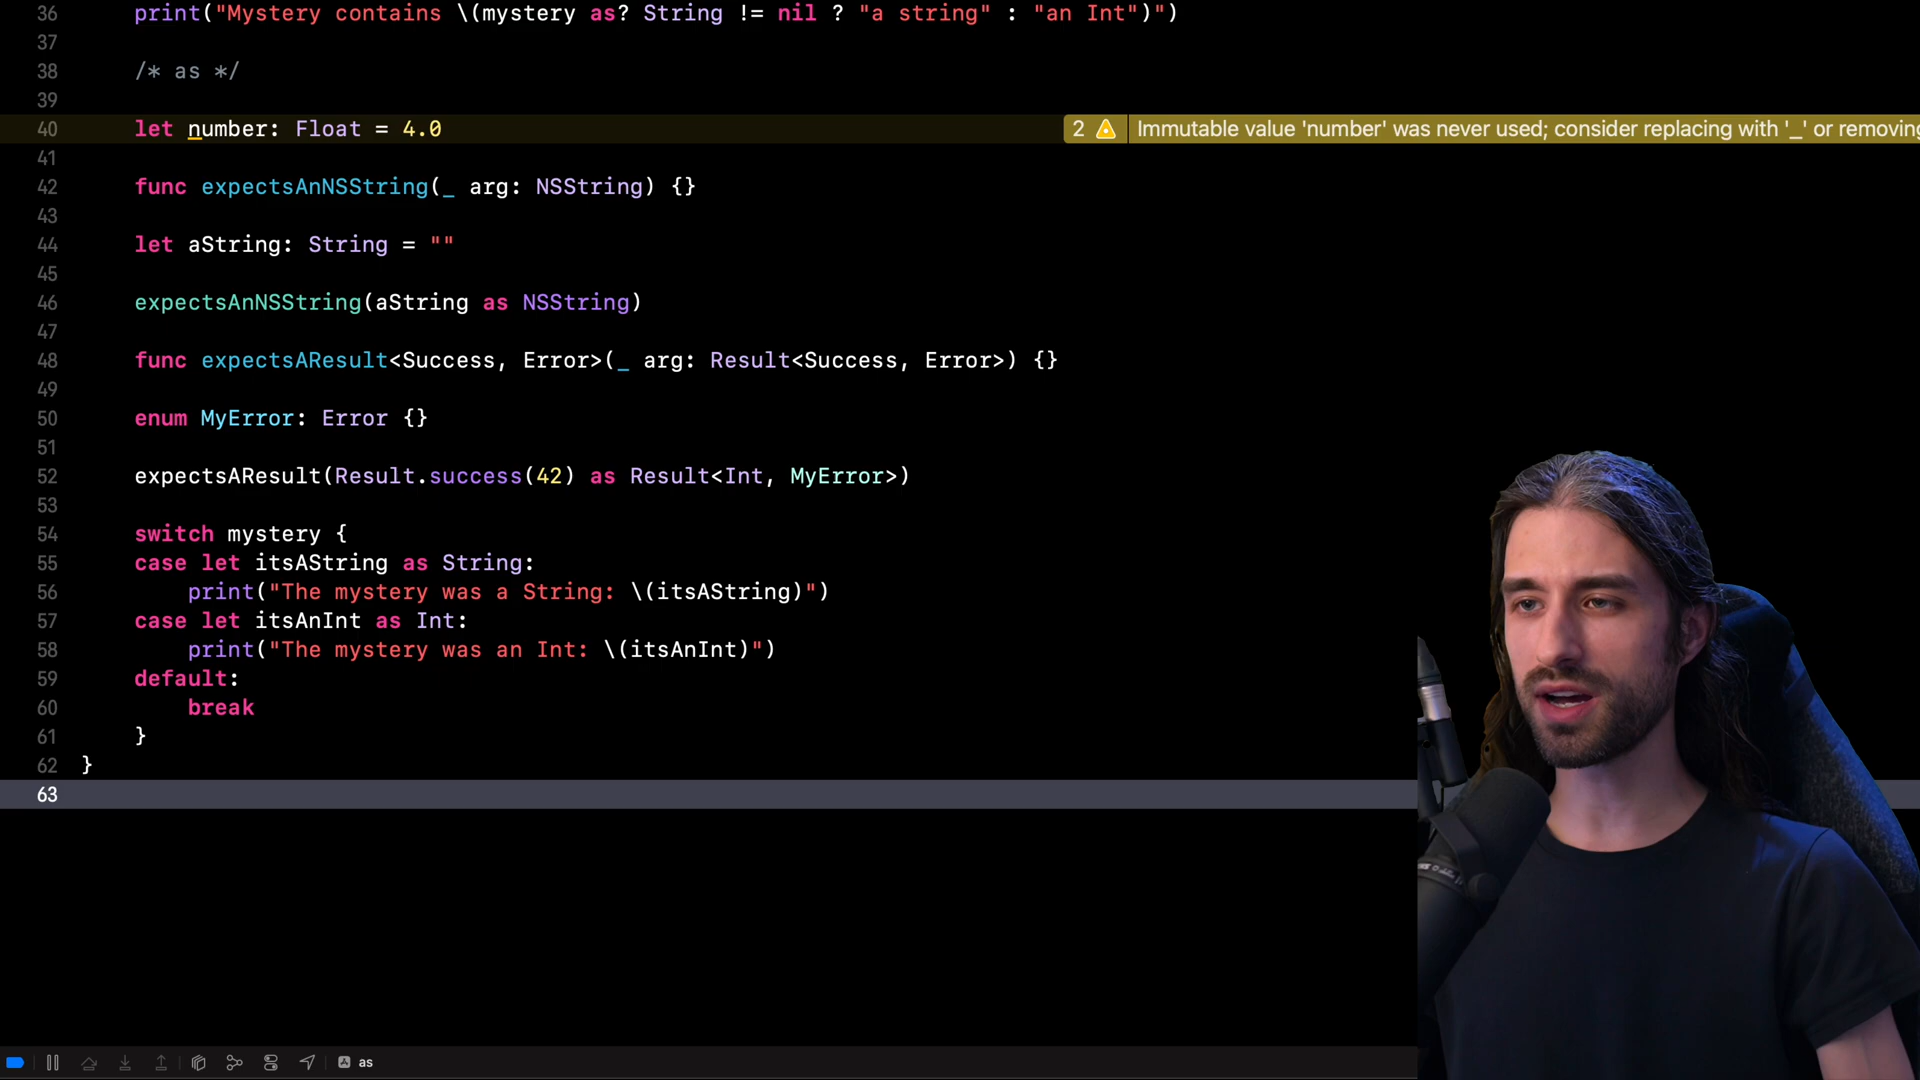 36 print("Mystery contains \(mystery as? String != nil ? "a string" : "an Int")")
37
38 /* as */
39
40 let number: Float = 4.0 2 Immutable value 'number' was never used; consider replacing with '_' or removing
41
42 func expectsAnNSString(_ arg: NSString) {}
43
44 let aString: String = ""
45
46 expectsAnNSString(aString as NSString)
47
48 func expectsAResult<Success, Error>(_ arg: Result<Success, Error>) {}
49
50 enum MyError: Error {}
51
52 expectsAResult(Result.success(42) as Result<Int, MyError>)
53
54 switch mystery {
55 case let itsAString as String:
56 print("The mystery was a String: \(itsAString)")
57 case let itsAnInt as Int:
58 print("The mystery was an Int: \(itsAnInt)")
59 default:
60 break
61 }
62 }
63
as